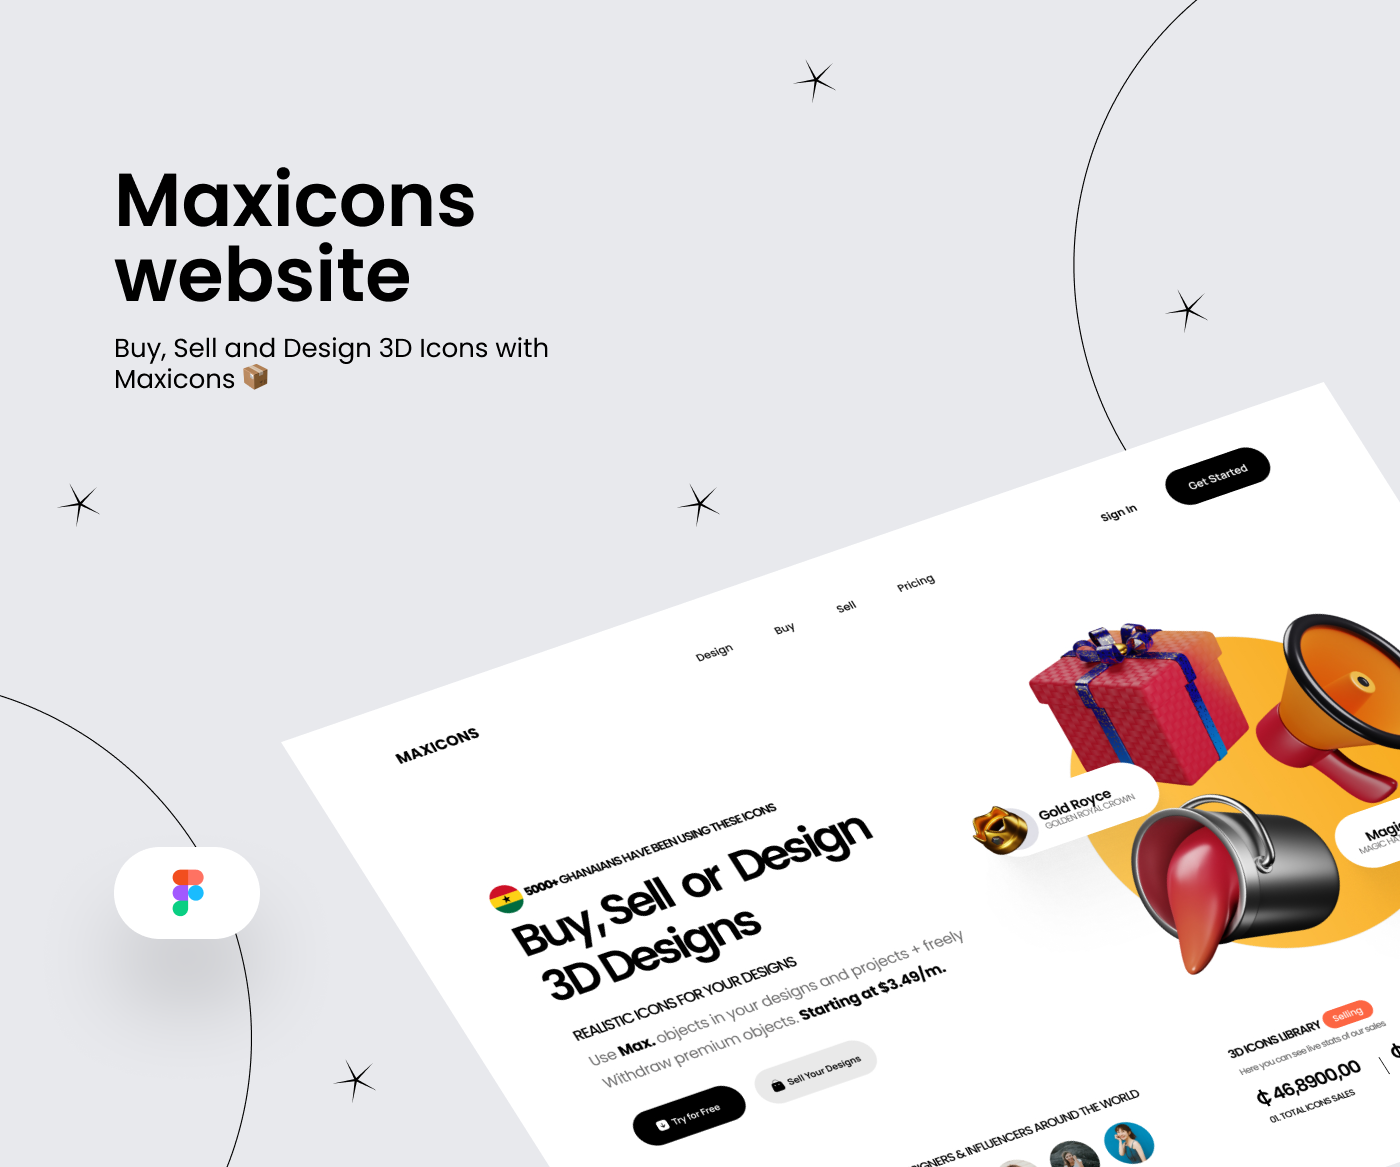 Maxicons
website
Buy, Sell and Design 3D Icons with
Maxicons
Get Started
Sign In
Pricing
Sell
Buy
Design
MAXICONS
5000+ GHANAIANS HAVE BEEN USING THESE ICONS
Buy, Sell or Design
3D Designs
REALISTIC ICONS FOR YOUR DESIGNS
Use Max. objects in your designs and projects + freely
Withdraw premium objects. Starting at $3.49/m.
Try for Free
Sell Your Designs
Gold Royce
GOLDEN ROYAL CROWN
MAGIC
3D ICONS LIBRARY Selling
Here you can see live stats of our sales
₵ 46,8900,00
01. TOTAL ICONS SALES
& INFLUENCERS AROUND THE WORLD